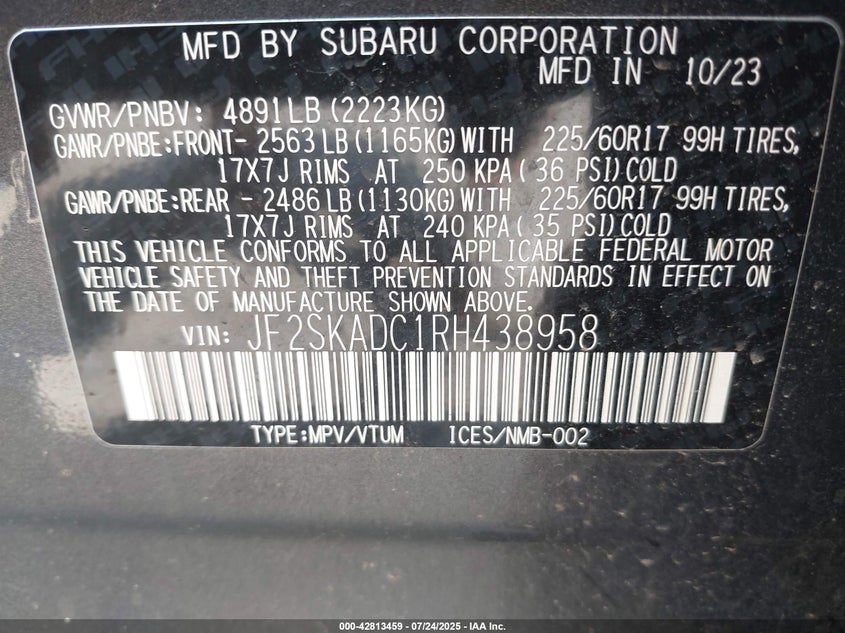 MFD BY SUBARU CORPORATION
MFD IN 10/23
GVWR/PNBV: 4891LB (2223KG)
GAWR/PNBE:FRONT- 2563 LB (1165KG) WITH 225/60R17 99H TIRES,
17X7J RIMS AT 250 KPA ( 36 PSI) COLD
GAWR/PNBE:REAR - 2486 LB (1130KG) WITH 225/60R17 99H TIRES,
17X7J RIMS AT 240 KPA ( 35 PSI) COLD
THIS VEHICLE CONFORMS TO ALL APPLICABLE FEDERAL MOTOR
VEHICLE SAFETY AND THEFT PREVENTION STANDARDS IN EFFECT ON
THE DATE OF MANUFACTURE SHOWN ABOVE.
VIN: JF2SKADC1RH438958
TYPE:MPV/VTUM ICES/NMB-002
000-42813459 - 07/24/2025 - IAA Inc.